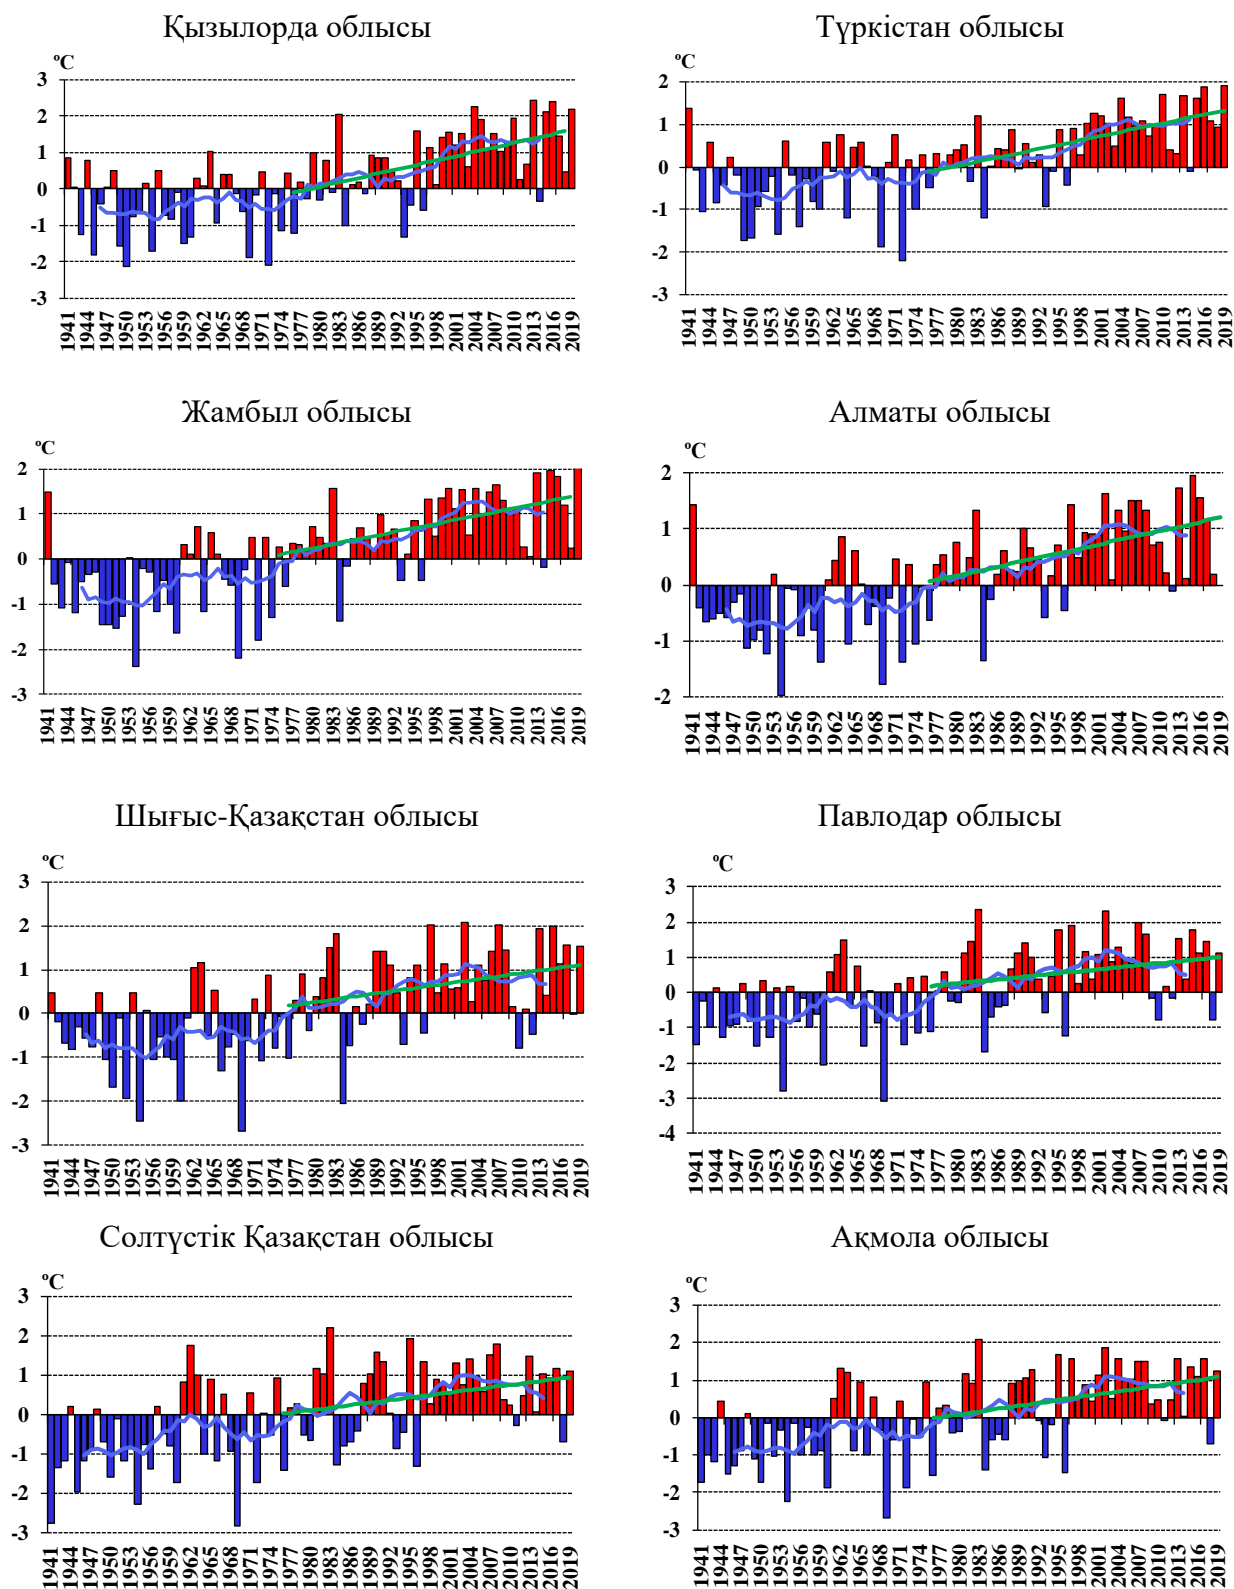 Қызылорда облысы
Түркістан облысы
ºC
3
2
1
0
-1
-2
-3
1941 1944 1947 1950 1953 1956 1959 1962 1965 1968 1971 1974 1977 1980 1983 1986 1989 1992 1995 1998 2001 2004 2007 2010 2013 2016 2019
ºC
2
1
0
-1
-2
-3
1941 1944 1947 1950 1953 1956 1959 1962 1965 1968 1971 1974 1977 1980 1983 1986 1989 1992 1995 1998 2001 2004 2007 2010 2013 2016 2019
Жамбыл облысы
Алматы облысы
ºC
2
1
0
-1
-2
-3
1941 1944 1947 1950 1953 1956 1959 1962 1965 1968 1971 1974 1977 1980 1983 1986 1989 1992 1995 1998 2001 2004 2007 2010 2013 2016 2019
ºC
2
1
0
-1
-2
1941 1944 1947 1950 1953 1956 1959 1962 1965 1968 1971 1974 1977 1980 1983 1986 1989 1992 1995 1998 2001 2004 2007 2010 2013 2016 2019
Шығыс-Қазақстан облысы
Павлодар облысы
ºC
3
2
1
0
-1
-2
-3
1941 1944 1947 1950 1953 1956 1959 1962 1965 1968 1971 1974 1977 1980 1983 1986 1989 1992 1995 1998 2001 2004 2007 2010 2013 2016 2019
ºC
3
2
1
0
-1
-2
-3
-4
1941 1944 1947 1950 1953 1956 1959 1962 1965 1968 1971 1974 1977 1980 1983 1986 1989 1992 1995 1998 2001 2004 2007 2010 2013 2016 2019
Солтүстік Қазақстан облысы
Ақмола облысы
ºC
3
2
1
0
-1
-2
-3
1941 1944 1947 1950 1953 1956 1959 1962 1965 1968 1971 1974 1977 1980 1983 1986 1989 1992 1995 1998 2001 2004 2007 2010 2013 2016 2019
ºC
3
2
1
0
-1
-2
-3
1941 1944 1947 1950 1953 1956 1959 1962 1965 1968 1971 1974 1977 1980 1983 1986 1989 1992 1995 1998 2001 2004 2007 2010 2013 2016 2019